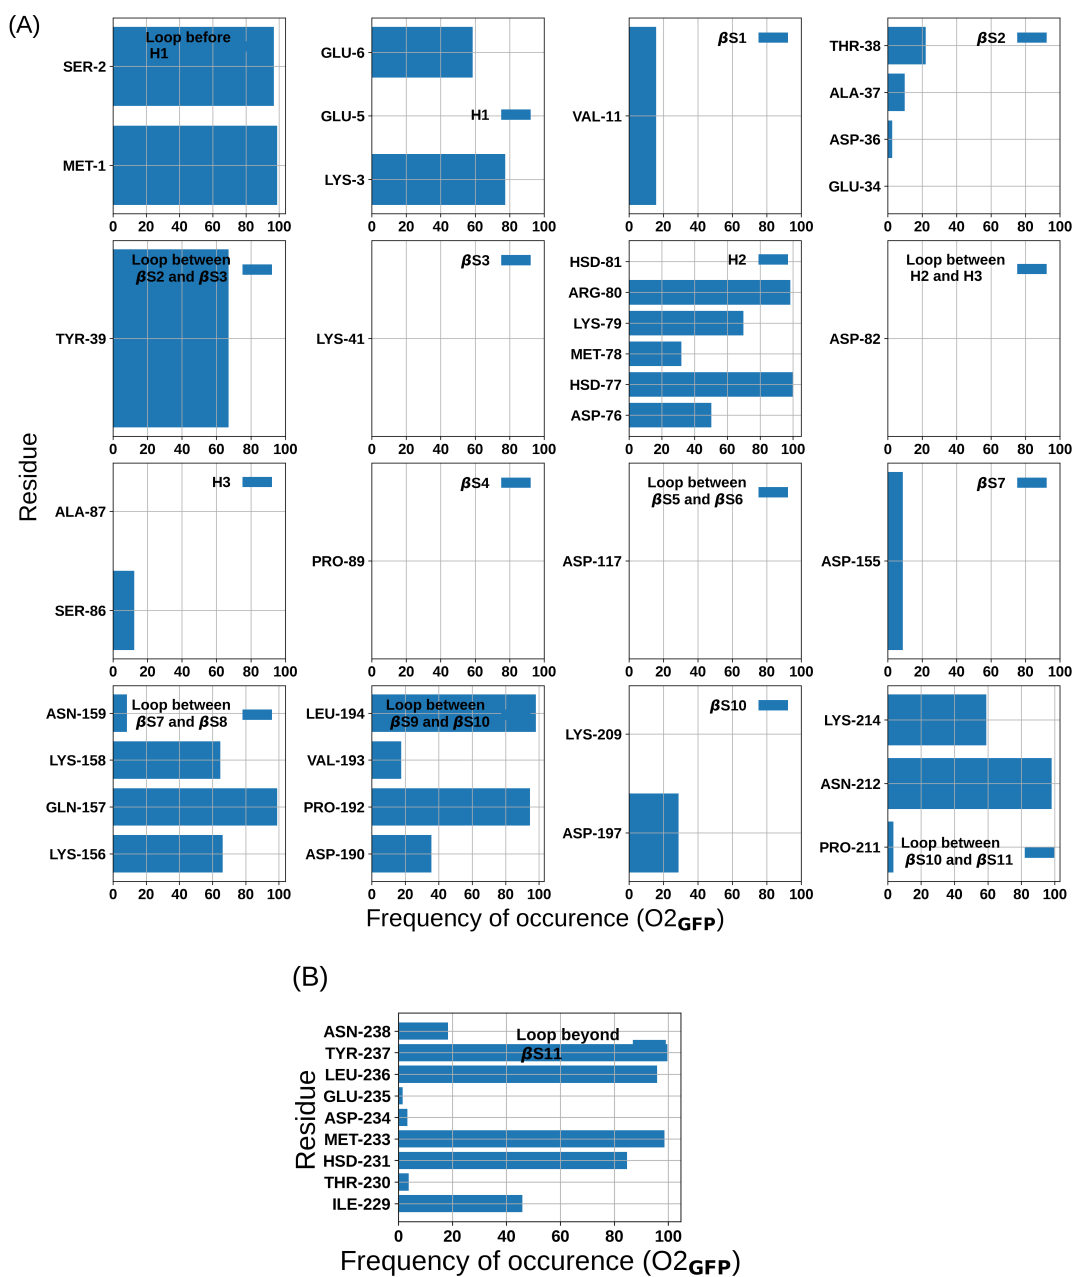 (A)
Loop before
H1
SER-2
MET-1
0 20 40 60 80 100
GLU-6
GLU-5
LYS-3
H1
0 20 40 60 80 100
βS1
VAL-11
0 20 40 60 80 100
βS2
THR-38
ALA-37
ASP-36
GLU-34
0 20 40 60 80 100
Loop between
βS2 and βS3
TYR-39
0 20 40 60 80 100
βS3
LYS-41
0 20 40 60 80 100
H2
HSD-81
ARG-80
LYS-79
MET-78
HSD-77
ASP-76
0 20 40 60 80 100
Loop between
H2 and H3
ASP-82
0 20 40 60 80 100
Residue
H3
ALA-87
SER-86
0 20 40 60 80 100
βS4
PRO-89
0 20 40 60 80 100
Loop between
βS5 and βS6
ASP-117
0 20 40 60 80 100
βS7
ASP-155
0 20 40 60 80 100
Loop between
βS7 and βS8
ASN-159
LYS-158
GLN-157
LYS-156
0 20 40 60 80 100
Loop between
βS9 and βS10
LEU-194
VAL-193
PRO-192
ASP-190
0 20 40 60 80 100
βS10
LYS-209
ASP-197
0 20 40 60 80 100
LYS-214
ASN-212
PRO-211
Loop between
βS10 and βS11
0 20 40 60 80 100
Frequency of occurence (O2GFP)
(B)
Residue
ASN-238
TYR-237
LEU-236
GLU-235
ASP-234
MET-233
HSD-231
THR-230
ILE-229
Loop beyond
βS11
0 20 40 60 80 100
Frequency of occurence (O2GFP)